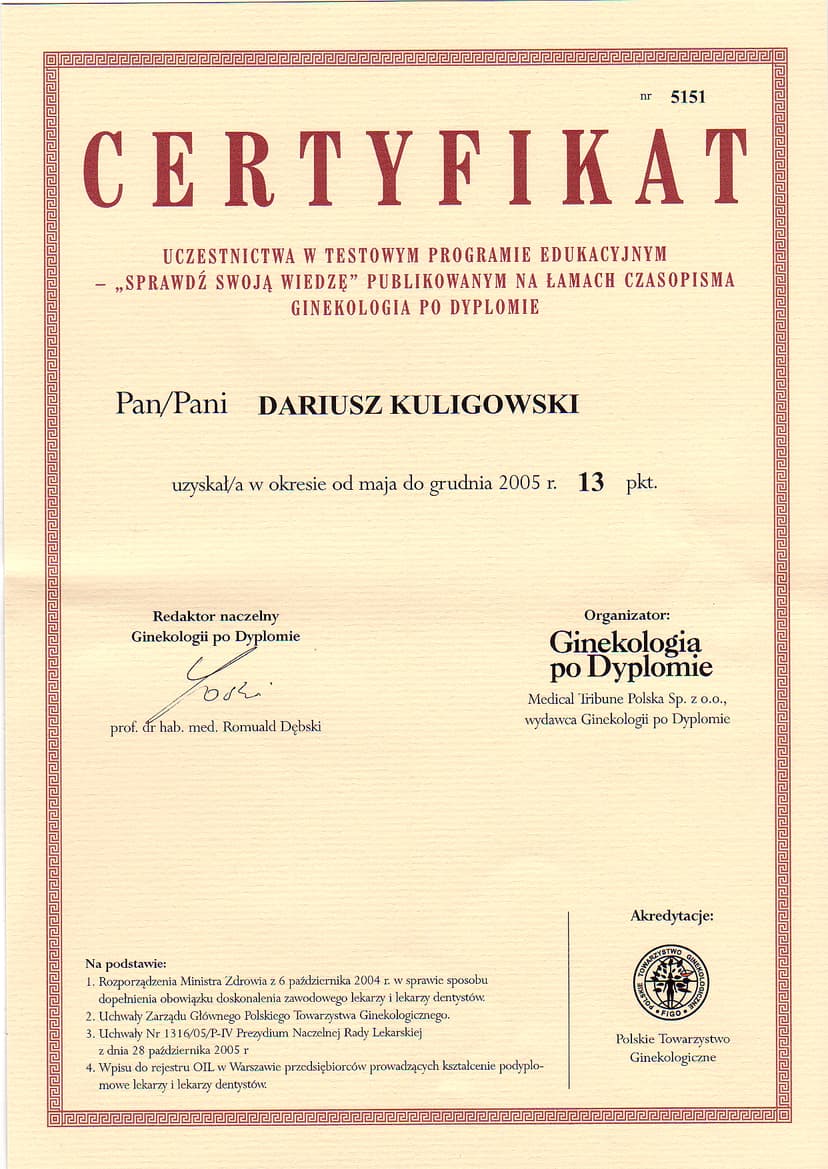 nr 5151
CERTYFIKAT
UCZESTNICTWA W TESTOWYM PROGRAMIE EDUKACYJNYM
– „SPRAWDŹ SWOJĄ WIEDZĘ” PUBLIKOWANYM NA ŁAMACH CZASOPISMA
GINEKOLOGIA PO DYPLOMIE
Pan/Pani DARIUSZ KULIGOWSKI
uzyskał/a w okresie od maja do grudnia 2005 r. 13 pkt.
Redaktor naczelny
Ginekologii po Dyplomie
prof. dr hab. med. Romuald Dębski
Organizator:
Ginekologia
po Dyplomie
Medical Tribune Polska Sp. z o.o.,
wydawca Ginekologii po Dyplomie
Na podstawie:
1. Rozporządzenia Ministra Zdrowia z 6 października 2004 r. w sprawie sposobu
dopełnienia obowiązku doskonalenia zawodowego lekarzy i lekarzy dentystów.
2. Uchwały Zarządu Głównego Polskiego Towarzystwa Ginekologicznego.
3. Uchwały Nr 1316/05/P-IV Prezydium Naczelnej Rady Lekarskiej
z dnia 28 października 2005 r
4. Wpisu do rejestru OIL w Warszawie przedsiębiorców prowadzących kształcenie podyplo-
mowe lekarzy i lekarzy dentystów.
Akredytacje:
POLSKIE TOWARZYSTWO GINEKOLOGICZNE
FIGO
Polskie Towarzystwo
Ginekologiczne